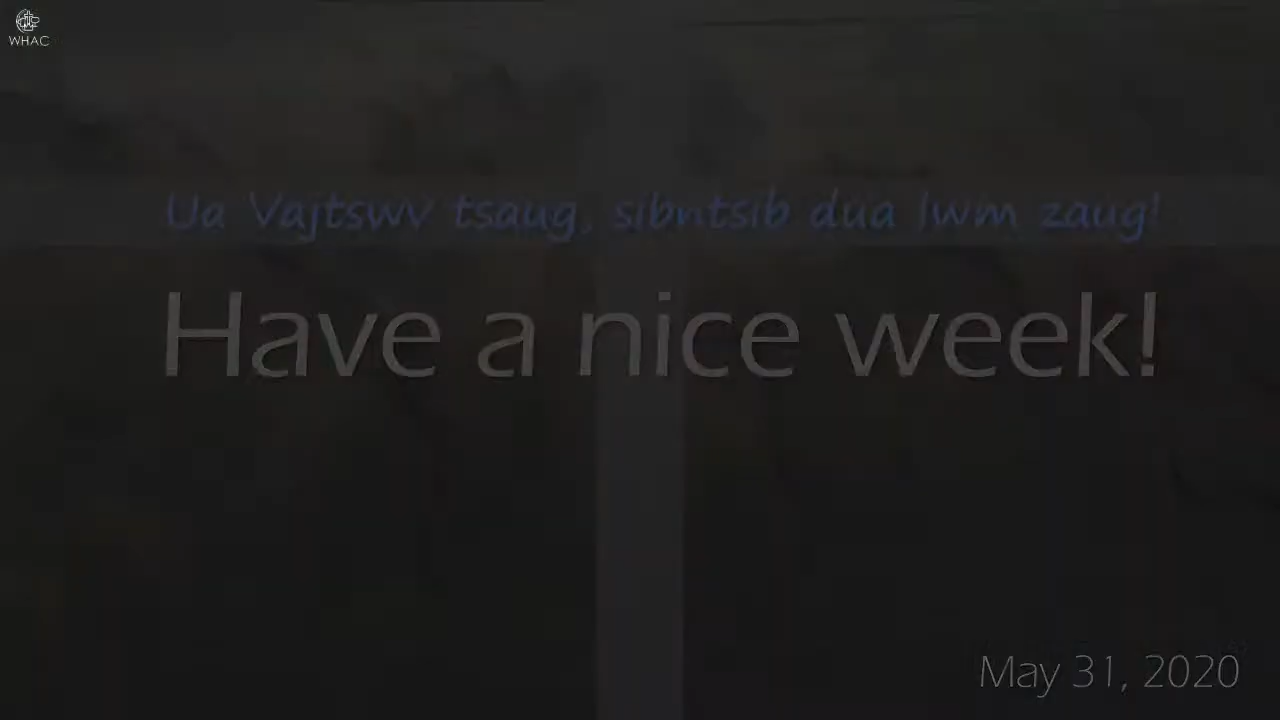 WHAC
Ua Vajtswv tsaug, sibntsib dua lwm zaug!
Have a nice week!
May 31, 2020